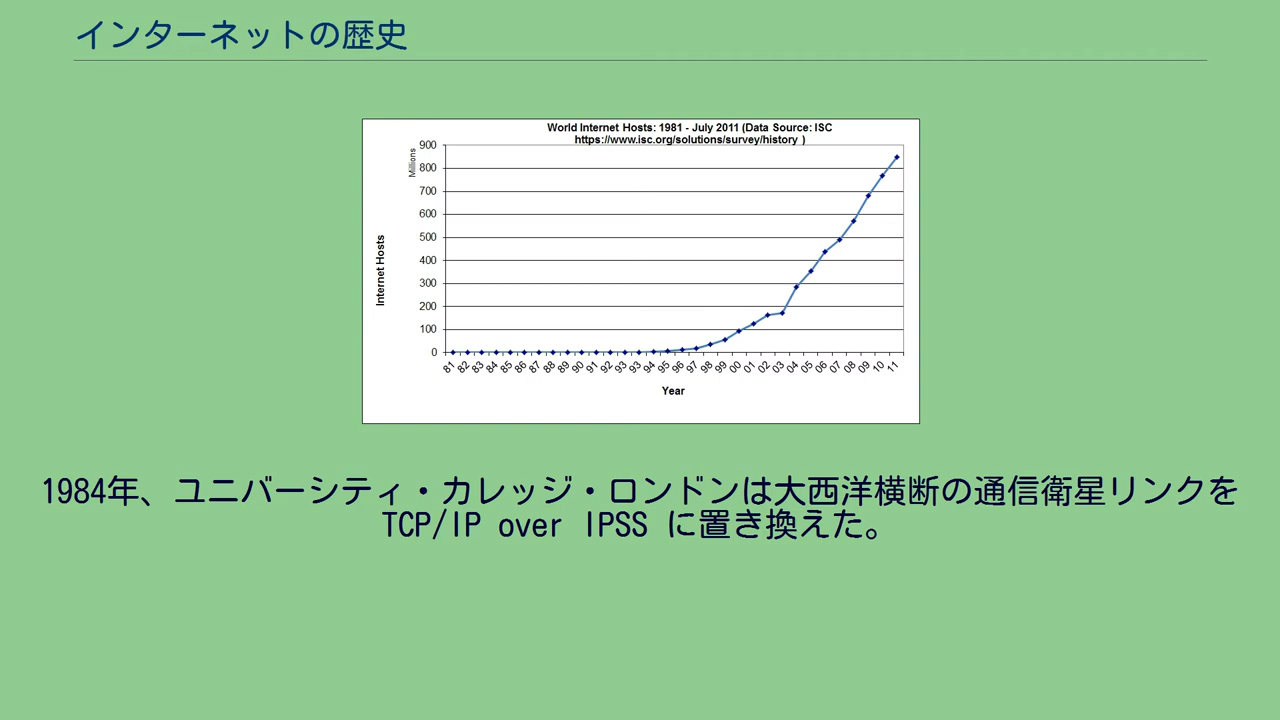 インターネットの歴史
World Internet Hosts: 1981 - July 2011 (Data Source: ISC
https://www.isc.org/solutions/survey/history )
Millions
900
800
700
600
500
400
300
200
100
0
Internet Hosts
81 82 83 84 85 86 87 88 89 90 91 92 93 93 94 95 96 97 98 99 00 01 02 03 04 05 06 07 08 09 10 11
Year
1984年、ユニバーシティ・カレッジ・ロンドンは大西洋横断の通信衛星リンクを
TCP/IP over IPSS に置き換えた。